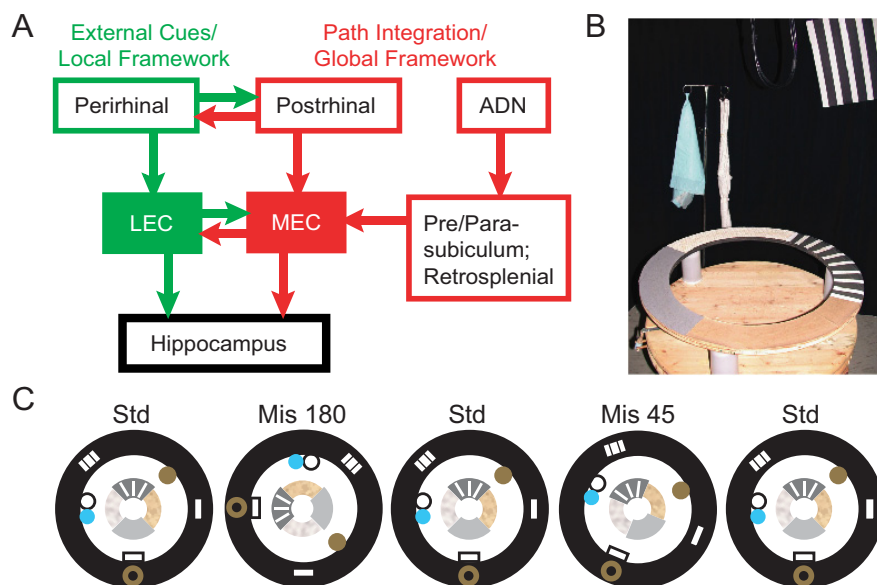 A
External Cues/
Local Framework
Path Integration/
Global Framework
B
Perirhinal
Postrhinal
ADN
LEC
MEC
Pre/Para-
subiculum;
Retrosplenial
Hippocampus
C
Std
Mis 180
Std
Mis 45
Std